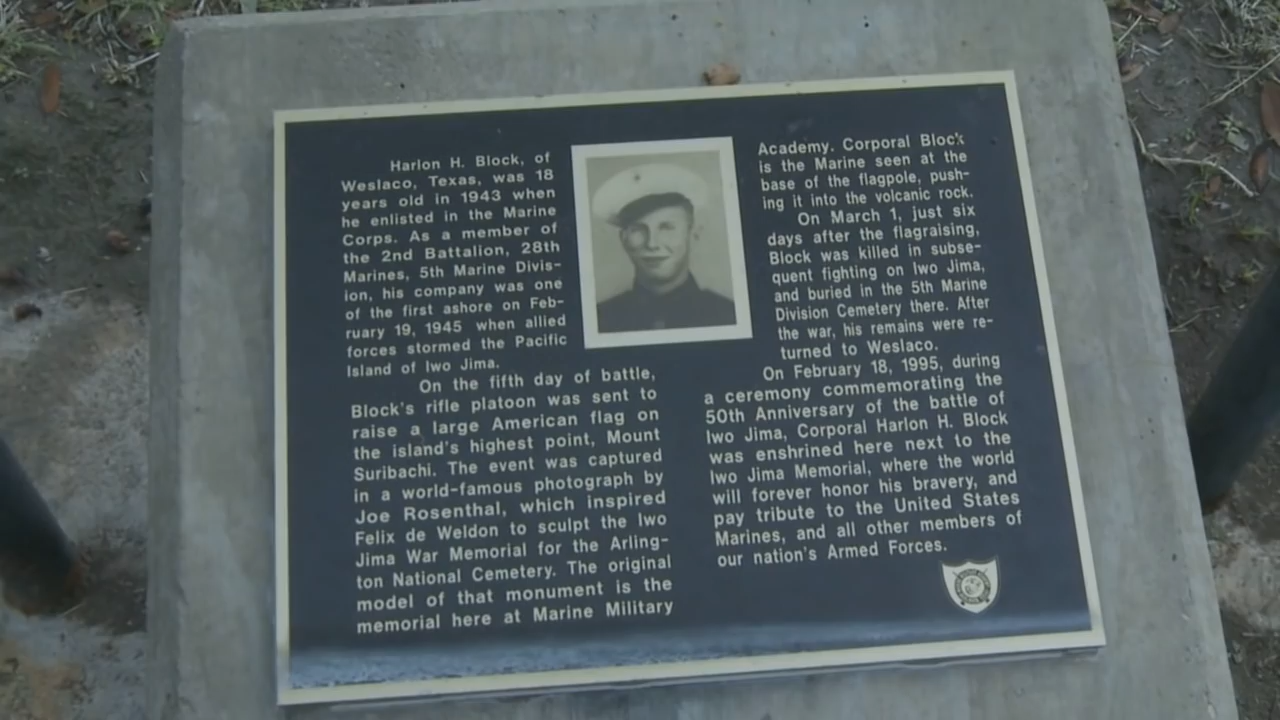 Harlon H. Block, of
Weslaco, Texas, was 18
years old in 1943 when
he enlisted in the Marine
Corps. As a member of
the 2nd Battalion, 28th
Marines, 5th Marine Divis-
ion, his company was one
of the first ashore on Feb-
ruary 19, 1945 when allied
forces stormed the Pacific
Island of Iwo Jima.
On the fifth day of battle,
Block's rifle platoon was sent to
raise a large American flag on
the island's highest point, Mount
Suribachi. The event was captured
in a world-famous photograph by
Joe Rosenthal, which inspired
Felix de Weldon to sculpt the Iwo
Jima War Memorial for the Arling-
ton National Cemetery. The original
model of that monument is the
memorial here at Marine Military
Academy. Corporal Block
is the Marine seen at the
base of the flagpole, push-
ing it into the volcanic rock.
On March 1, just six
days after the flagraising,
Block was killed in subse-
quent fighting on Iwo Jima,
and buried in the 5th Marine
Division Cemetery there. After
the war, his remains were re-
turned to Weslaco.
On February 18, 1995, during
a ceremony commemorating the
50th Anniversary of the battle of
Iwo Jima, Corporal Harlon H. Block
was enshrined here next to the
Iwo Jima Memorial, where the world
will forever honor his bravery, and
pay tribute to the United States
Marines, and all other members of
our nation's Armed Forces.